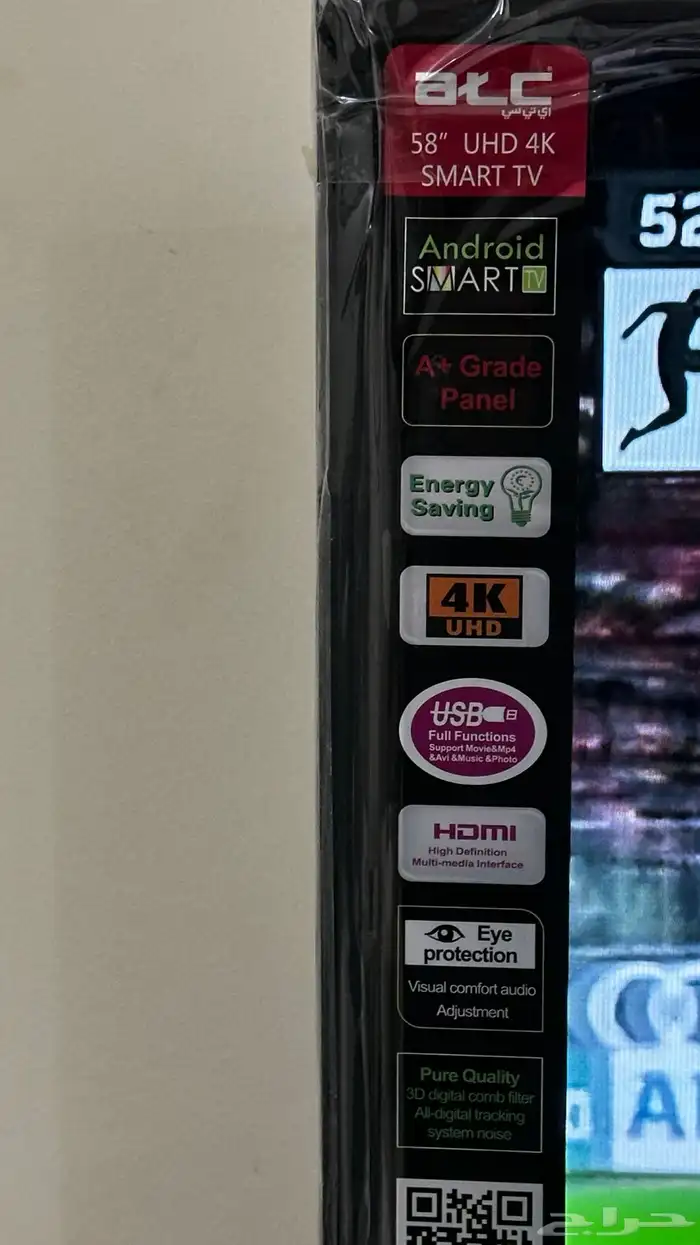 atc
اي تي سي
58” UHD 4K
SMART TV
Android
SMART TV
A+ Grade
Panel
Energy
Saving
4K
UHD
USB
Full Functions
Support Movie&Mp4
&Avi &Music &Photo
HDMI
High Definition
Multi-media Interface
Eye
protection
Visual comfort audio
Adjustment
Pure Quality
3D digital comb filter
All-digital tracking
system noise
52
حراج